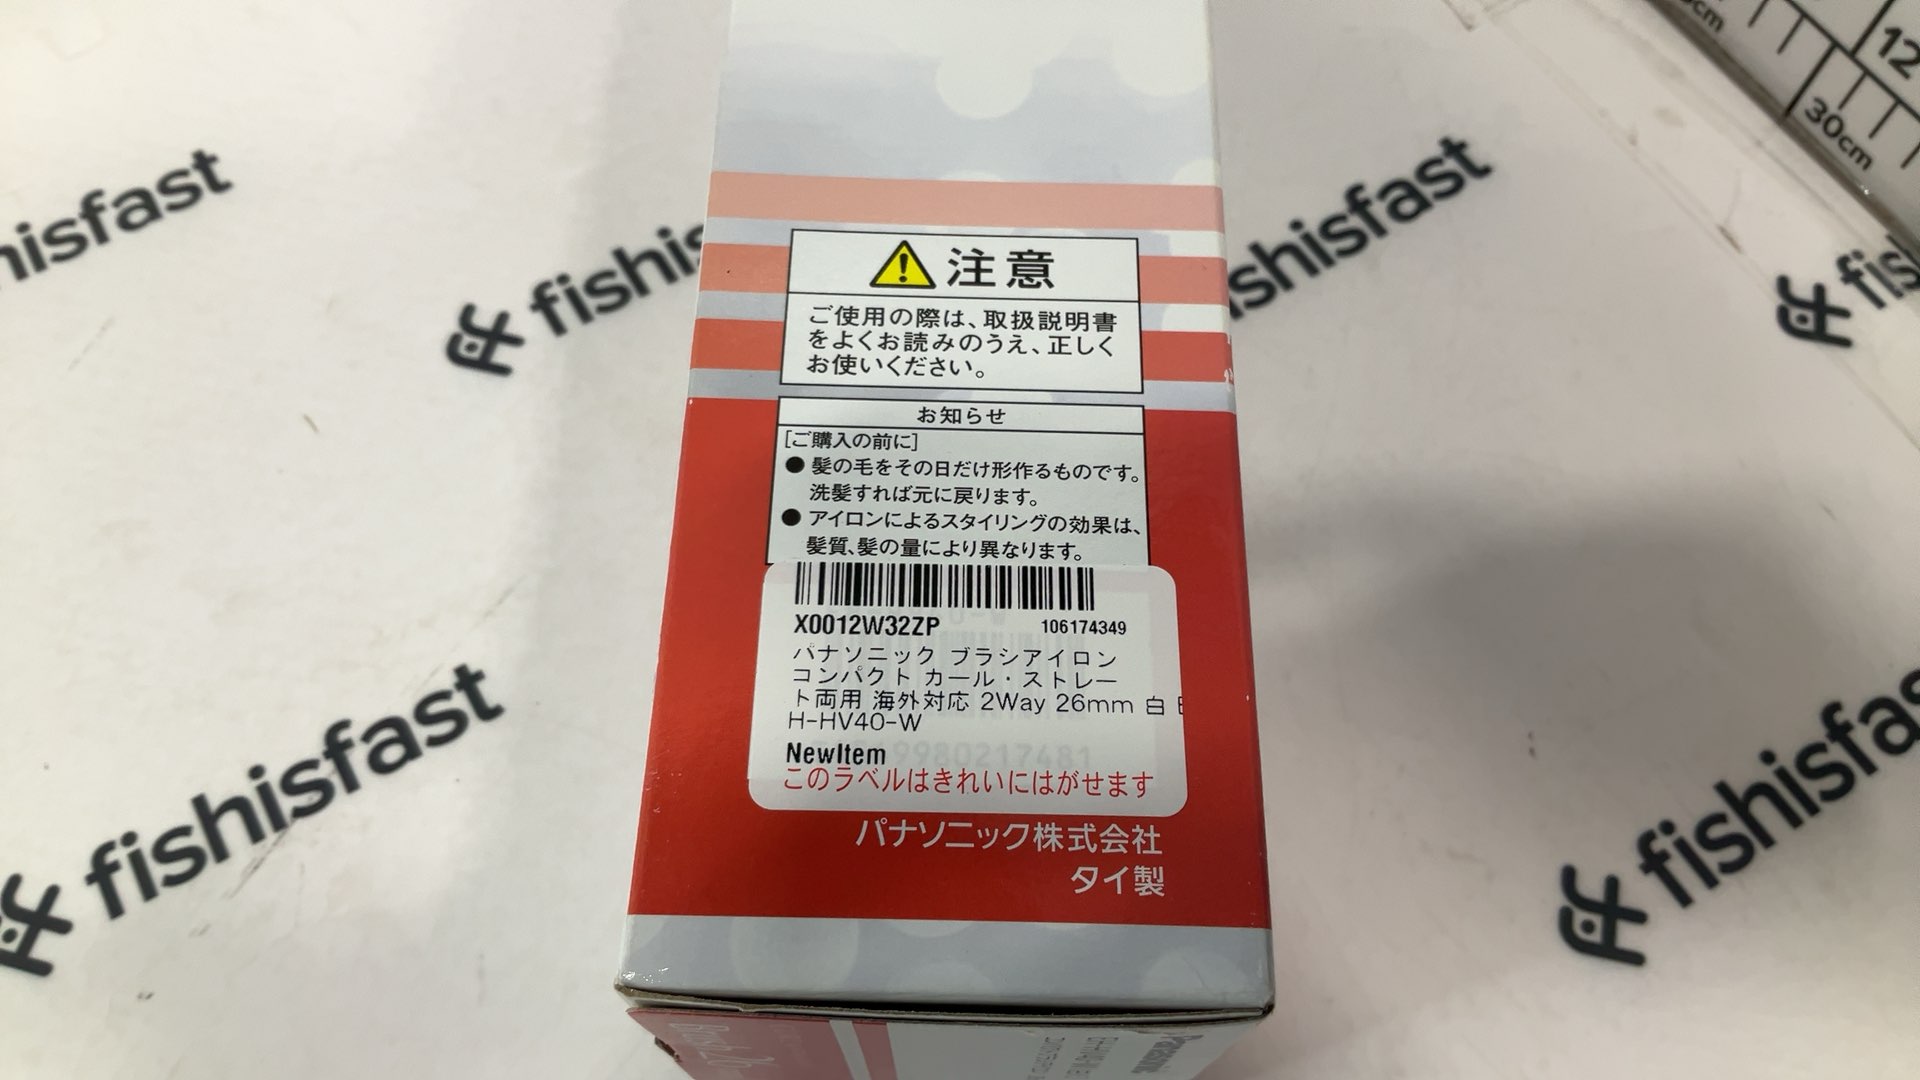 fishisfast
fishisfast
fishisfast
fishisfast
fishisfast
12
30cm
注意
ご使用の際は、取扱説明書
をよくお読みのうえ、正しく
お使いください。
お知らせ
[ご購入の前に]
● 髪の毛をその日だけ形作るものです。
洗髪すれば元に戻ります。
● アイロンによるスタイリングの効果は、
髪質、髪の量により異なります。
X0012W32ZP 106174349
パナソニック ブラシアイロン
コンパクト カール・ストレー
ト両用 海外対応 2Way 26mm 白 E
H-HV40-W
NewItem
このラベルはきれいにはがせます
パナソニック株式会社
タイ製
Panasonic